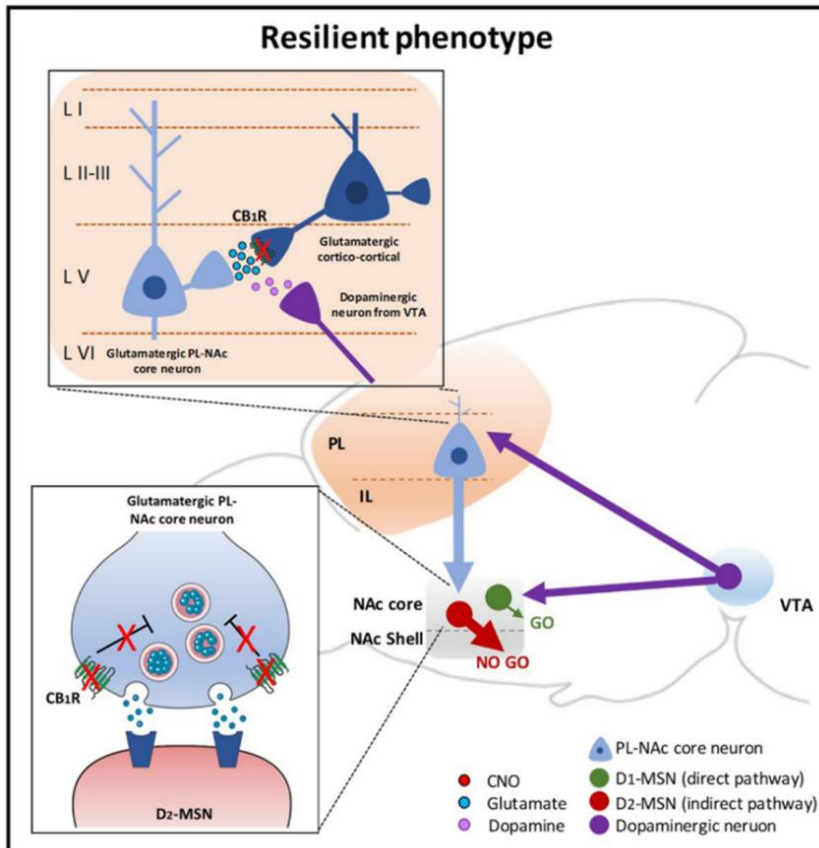 Resilient phenotype
L I
L II-III
CB1R
Glutamatergic
cortico-cortical
L V
Dopaminergic
neuron from VTA
L VI
Glutamatergic PL-NAc
core neuron
PL
IL
Glutamatergic PL-
NAc core neuron
NAc core
GO
VTA
NAc Shell
NO GO
CB1R
D2-MSN
CNO
Glutamate
Dopamine
PL-NAc core neuron
D1-MSN (direct pathway)
D2-MSN (indirect pathway)
Dopaminergic neruon